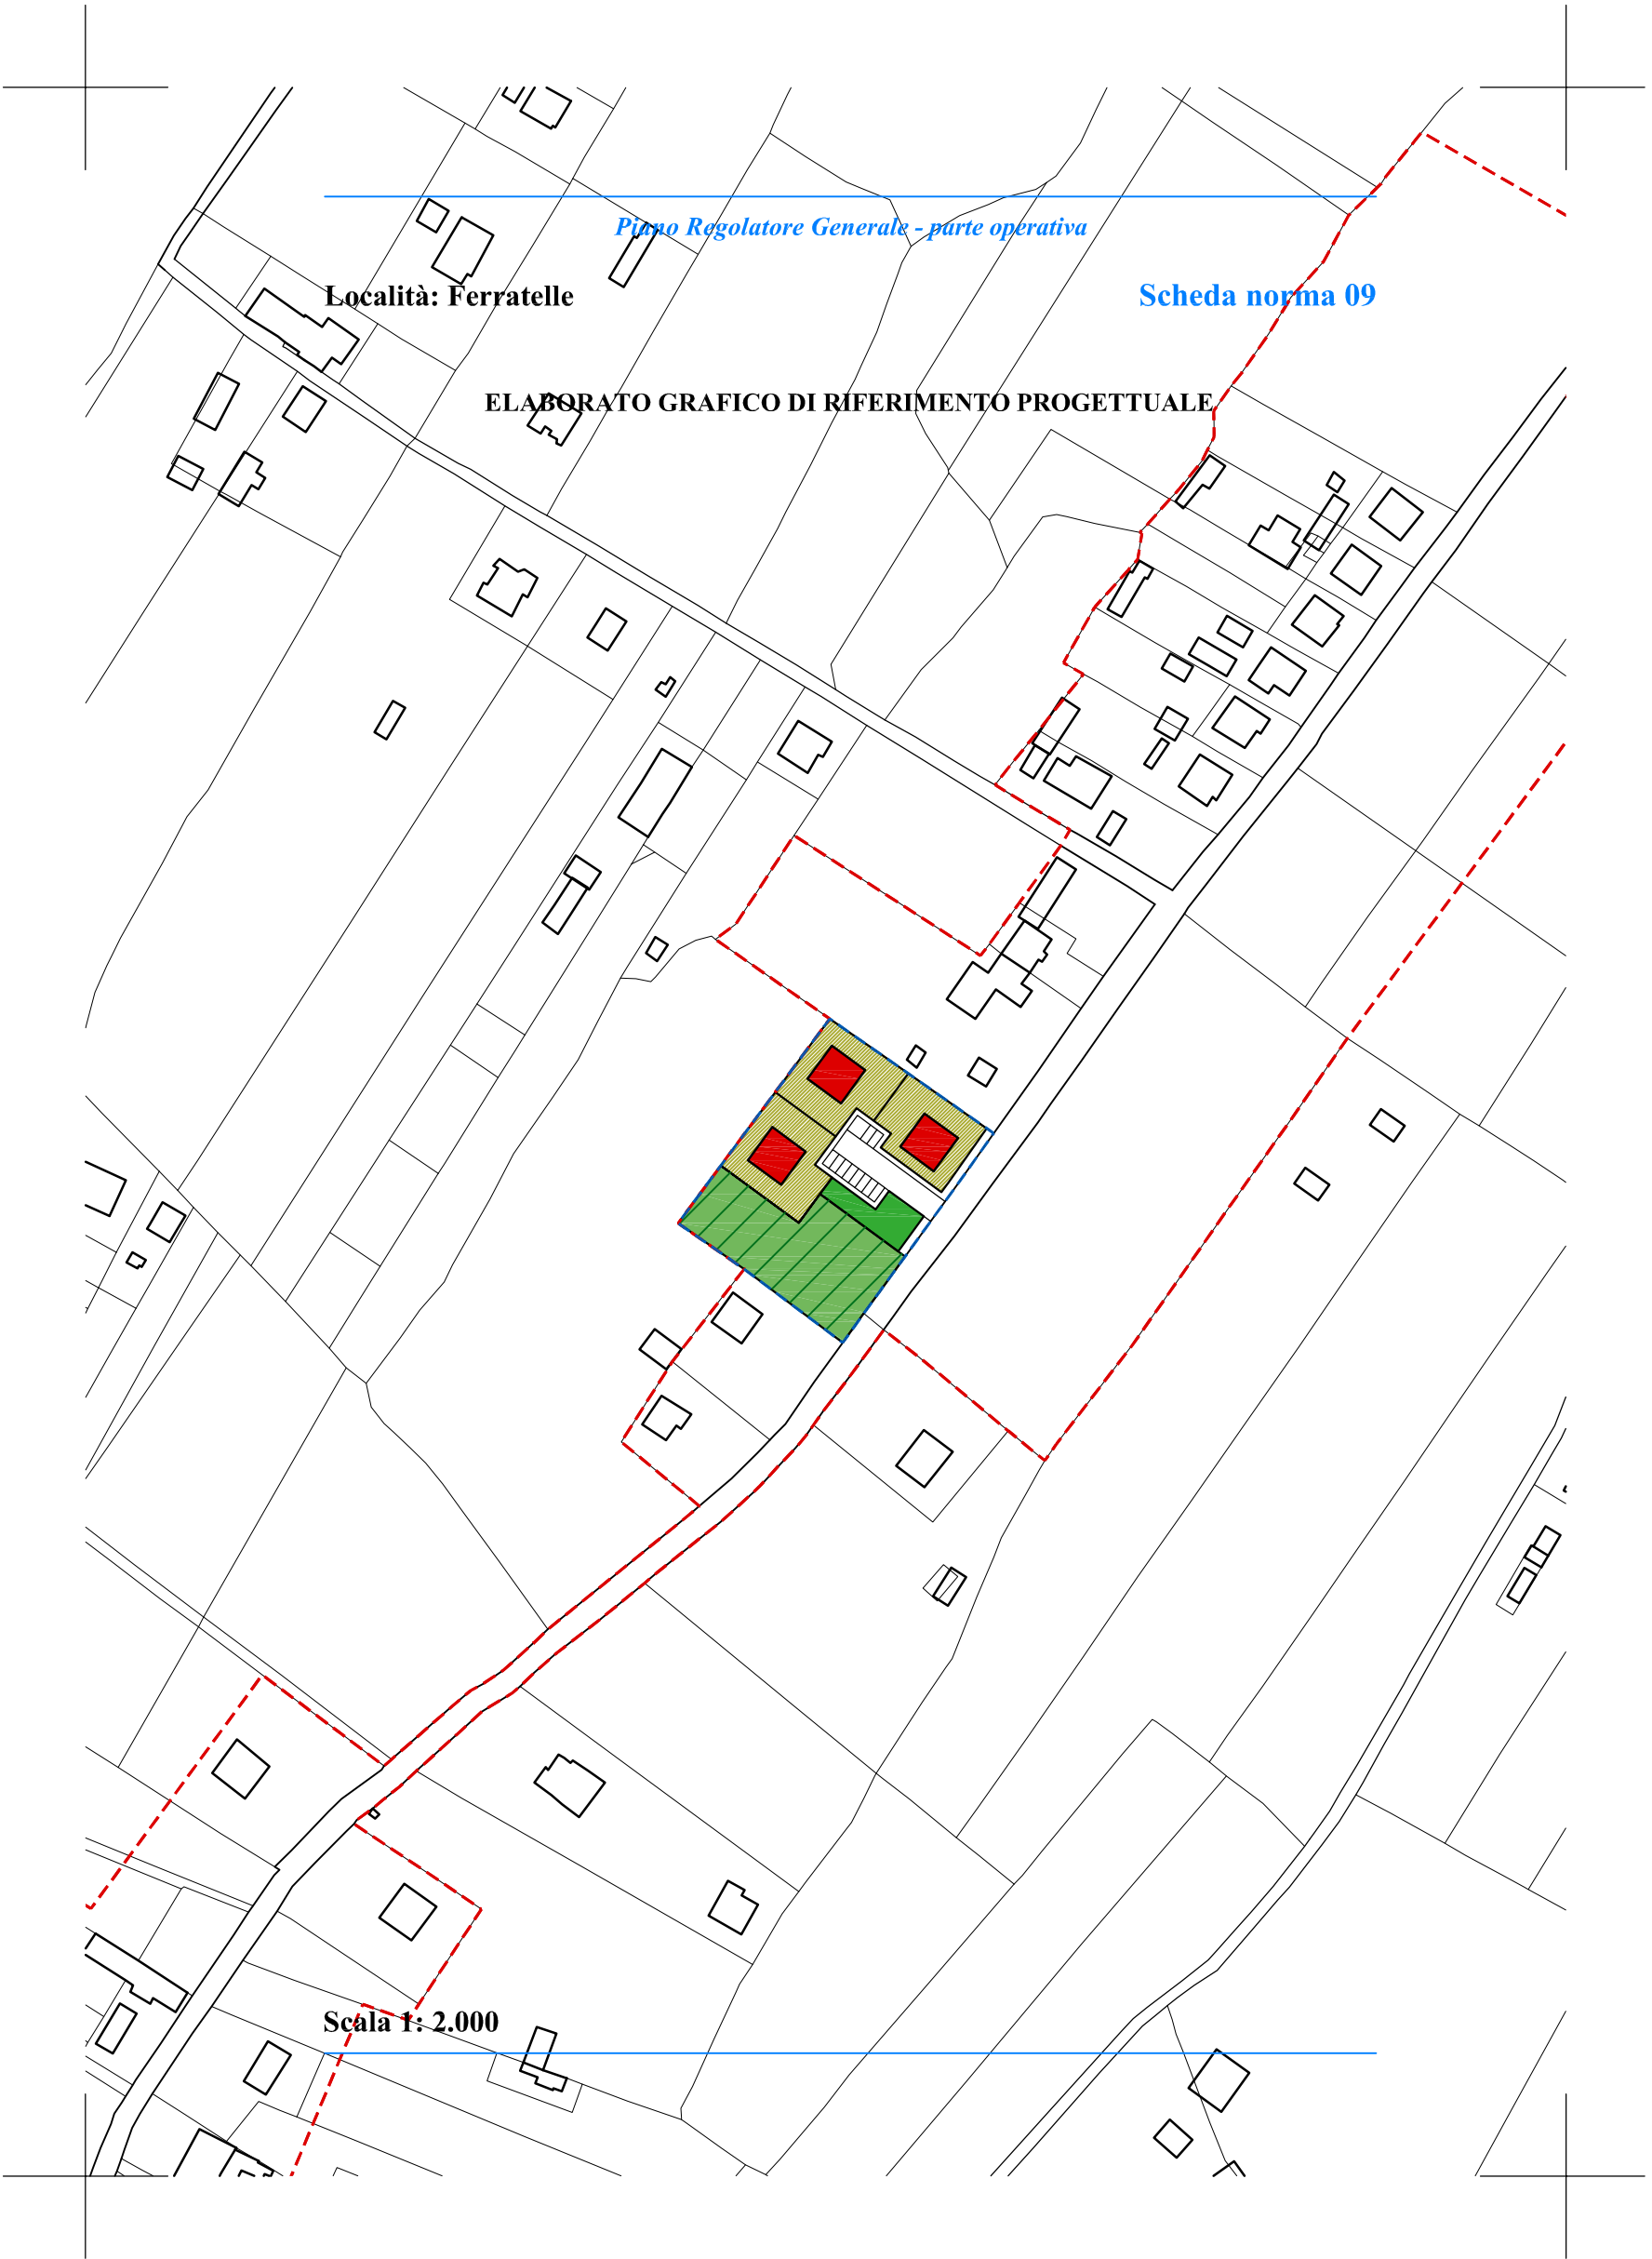 Piano Regolatore Generale - parte operativa
Località: Ferratelle
Scheda norma 09
ELABORATO GRAFICO DI RIFERIMENTO PROGETTUALE
Scala 1: 2.000